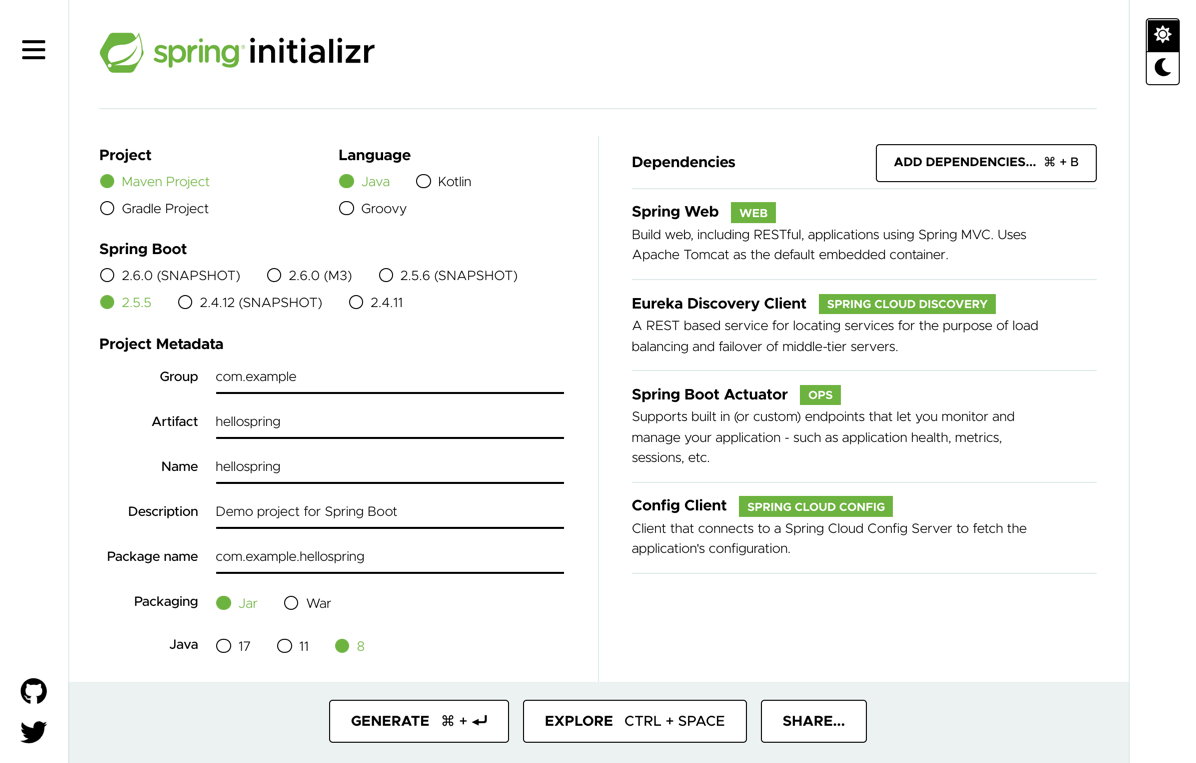 spring initializr
Project
Maven Project
Gradle Project
Language
Java Kotlin
Groovy
Spring Boot
2.6.0 (SNAPSHOT) 2.6.0 (M3) 2.5.6 (SNAPSHOT)
2.5.5 2.4.12 (SNAPSHOT) 2.4.11
Project Metadata
Group com.example
Artifact hellospring
Name hellospring
Description Demo project for Spring Boot
Package name com.example.hellospring
Packaging Jar War
Java 17 11 8
Dependencies ADD DEPENDENCIES... ⌘ + B
Spring Web WEB
Build web, including RESTful, applications using Spring MVC. Uses
Apache Tomcat as the default embedded container.
Eureka Discovery Client SPRING CLOUD DISCOVERY
A REST based service for locating services for the purpose of load
balancing and failover of middle-tier servers.
Spring Boot Actuator OPS
Supports built in (or custom) endpoints that let you monitor and
manage your application - such as application health, metrics,
sessions, etc.
Config Client SPRING CLOUD CONFIG
Client that connects to a Spring Cloud Config Server to fetch the
application's configuration.
GENERATE ⌘ + ↵ EXPLORE CTRL + SPACE SHARE...